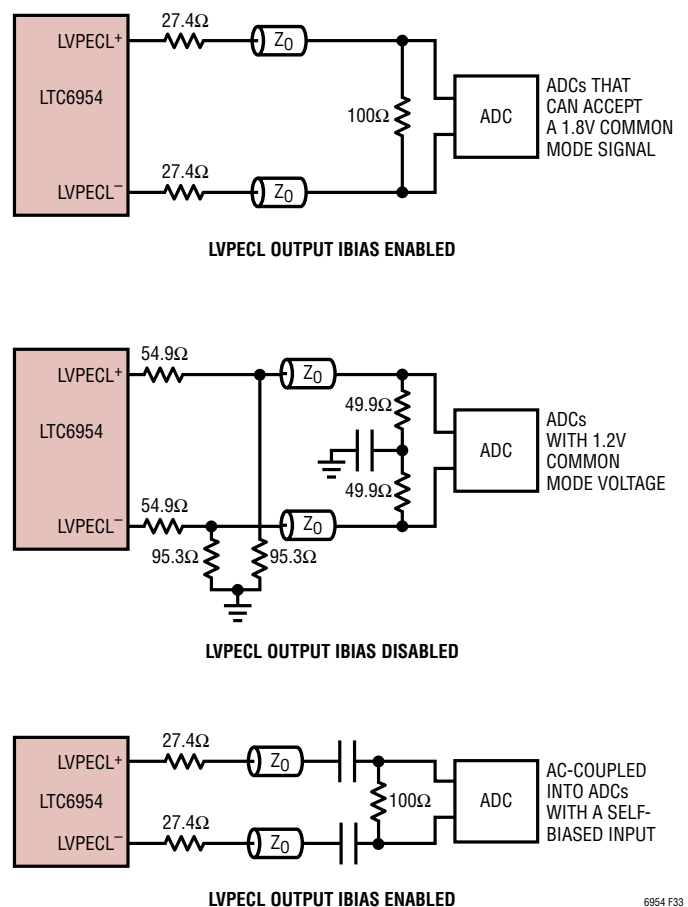 27.4Ω
LVPECL+
Z0
LTC6954
100Ω
ADC
ADCs THAT
CAN ACCEPT
A 1.8V COMMON
MODE SIGNAL
27.4Ω
LVPECL–
Z0
LVPECL OUTPUT IBIAS ENABLED
54.9Ω
LVPECL+
Z0
LTC6954
49.9Ω
ADC
ADCs
WITH 1.2V
COMMON
MODE VOLTAGE
49.9Ω
54.9Ω
LVPECL–
Z0
95.3Ω
95.3Ω
LVPECL OUTPUT IBIAS DISABLED
27.4Ω
LVPECL+
Z0
LTC6954
100Ω
ADC
AC-COUPLED
INTO ADCs
WITH A SELF-
BIASED INPUT
27.4Ω
LVPECL–
Z0
LVPECL OUTPUT IBIAS ENABLED
6954 F33